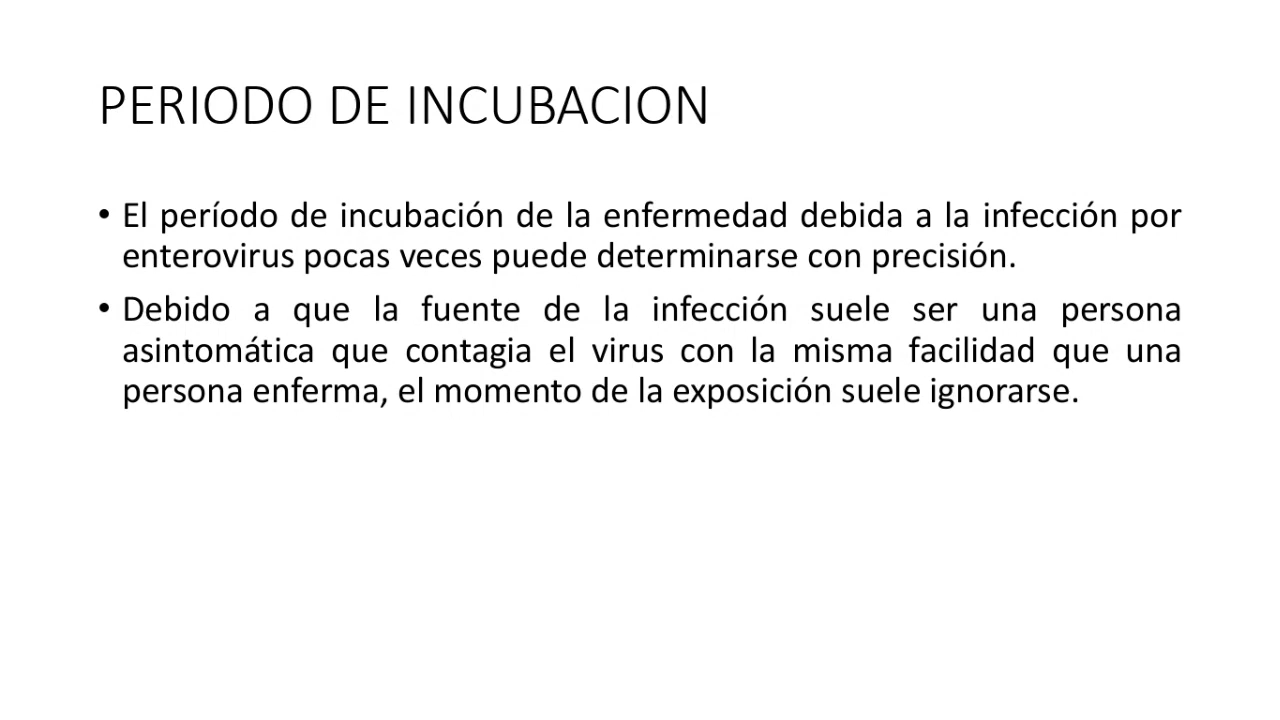 PERIODO DE INCUBACION
• El período de incubación de la enfermedad debida a la infección por
enterovirus pocas veces puede determinarse con precisión.
• Debido a que la fuente de la infección suele ser una persona
asintomática que contagia el virus con la misma facilidad que una
persona enferma, el momento de la exposición suele ignorarse.